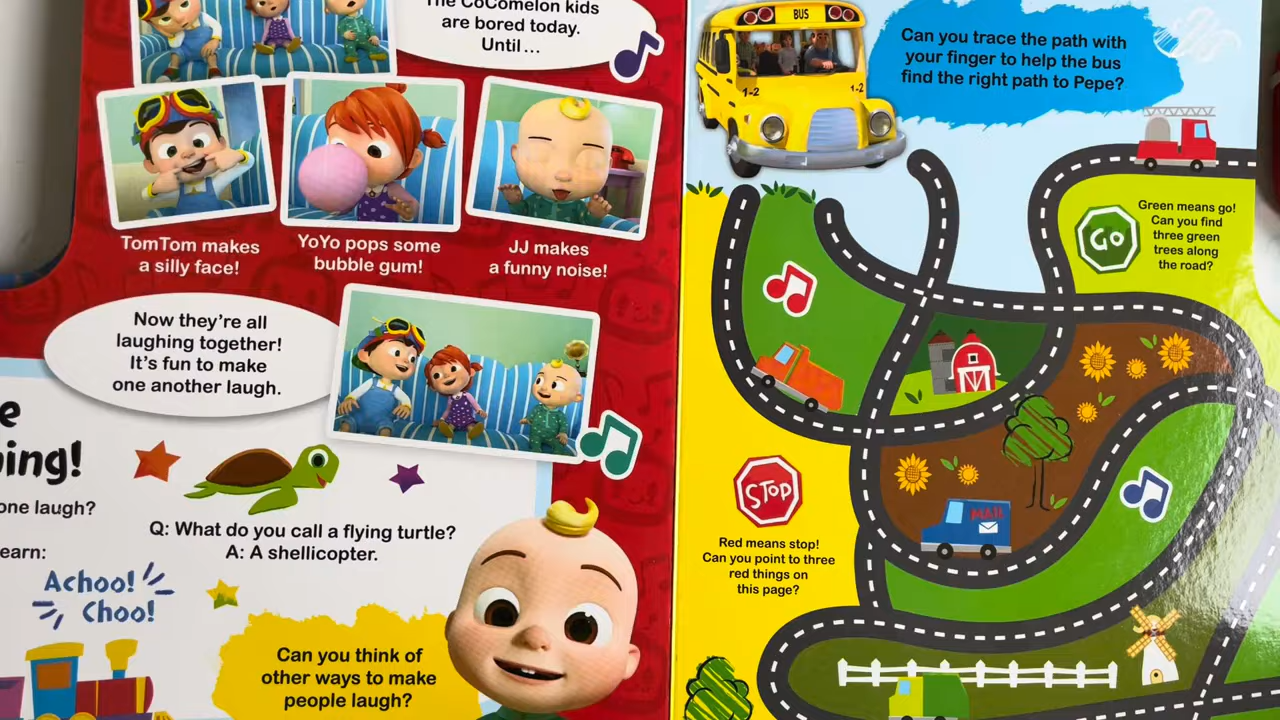 The CoComelon kids
are bored today.
Until...
TomTom makes
a silly face!
YoYo pops some
bubble gum!
JJ makes
a funny noise!
Now they're all
laughing together!
It's fun to make
one another laugh.
e
ing!
one laugh?
earn:
Achoo!
Choo!
Q: What do you call a flying turtle?
A: A shellicopter.
Can you think of
other ways to make
people laugh?
BUS
1-2
1-2
Can you trace the path with
your finger to help the bus
find the right path to Pepe?
GO
Green means go!
Can you find
three green
trees along
the road?
STOP
Red means stop!
Can you point to three
red things on
this page?
MAIL